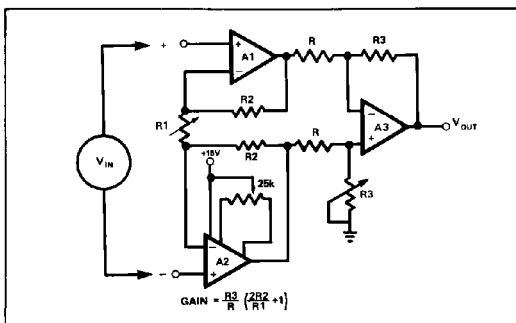 +
+
A1
−
R
R3
R2
R1
−
A3
+
VOUT
VIN
+15V
R2
R
25k
R3
−
A2
− +
GAIN = R3/R (2R2/R1 +1)